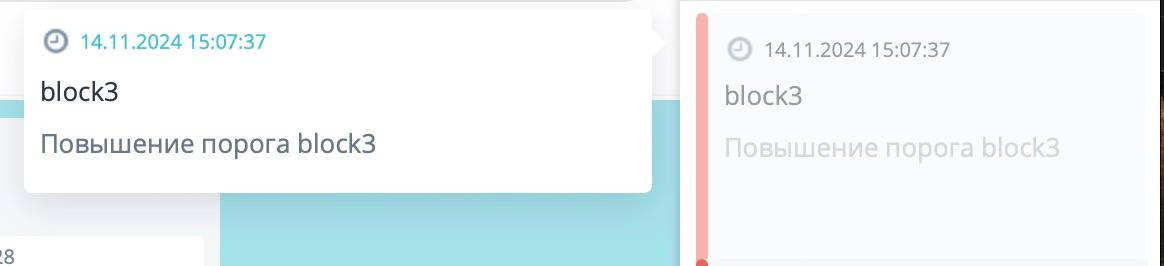 14.11.2024 15:07:37
block3
Повышение порога block3
28
14.11.2024 15:07:37
block3
Повышение порога block3